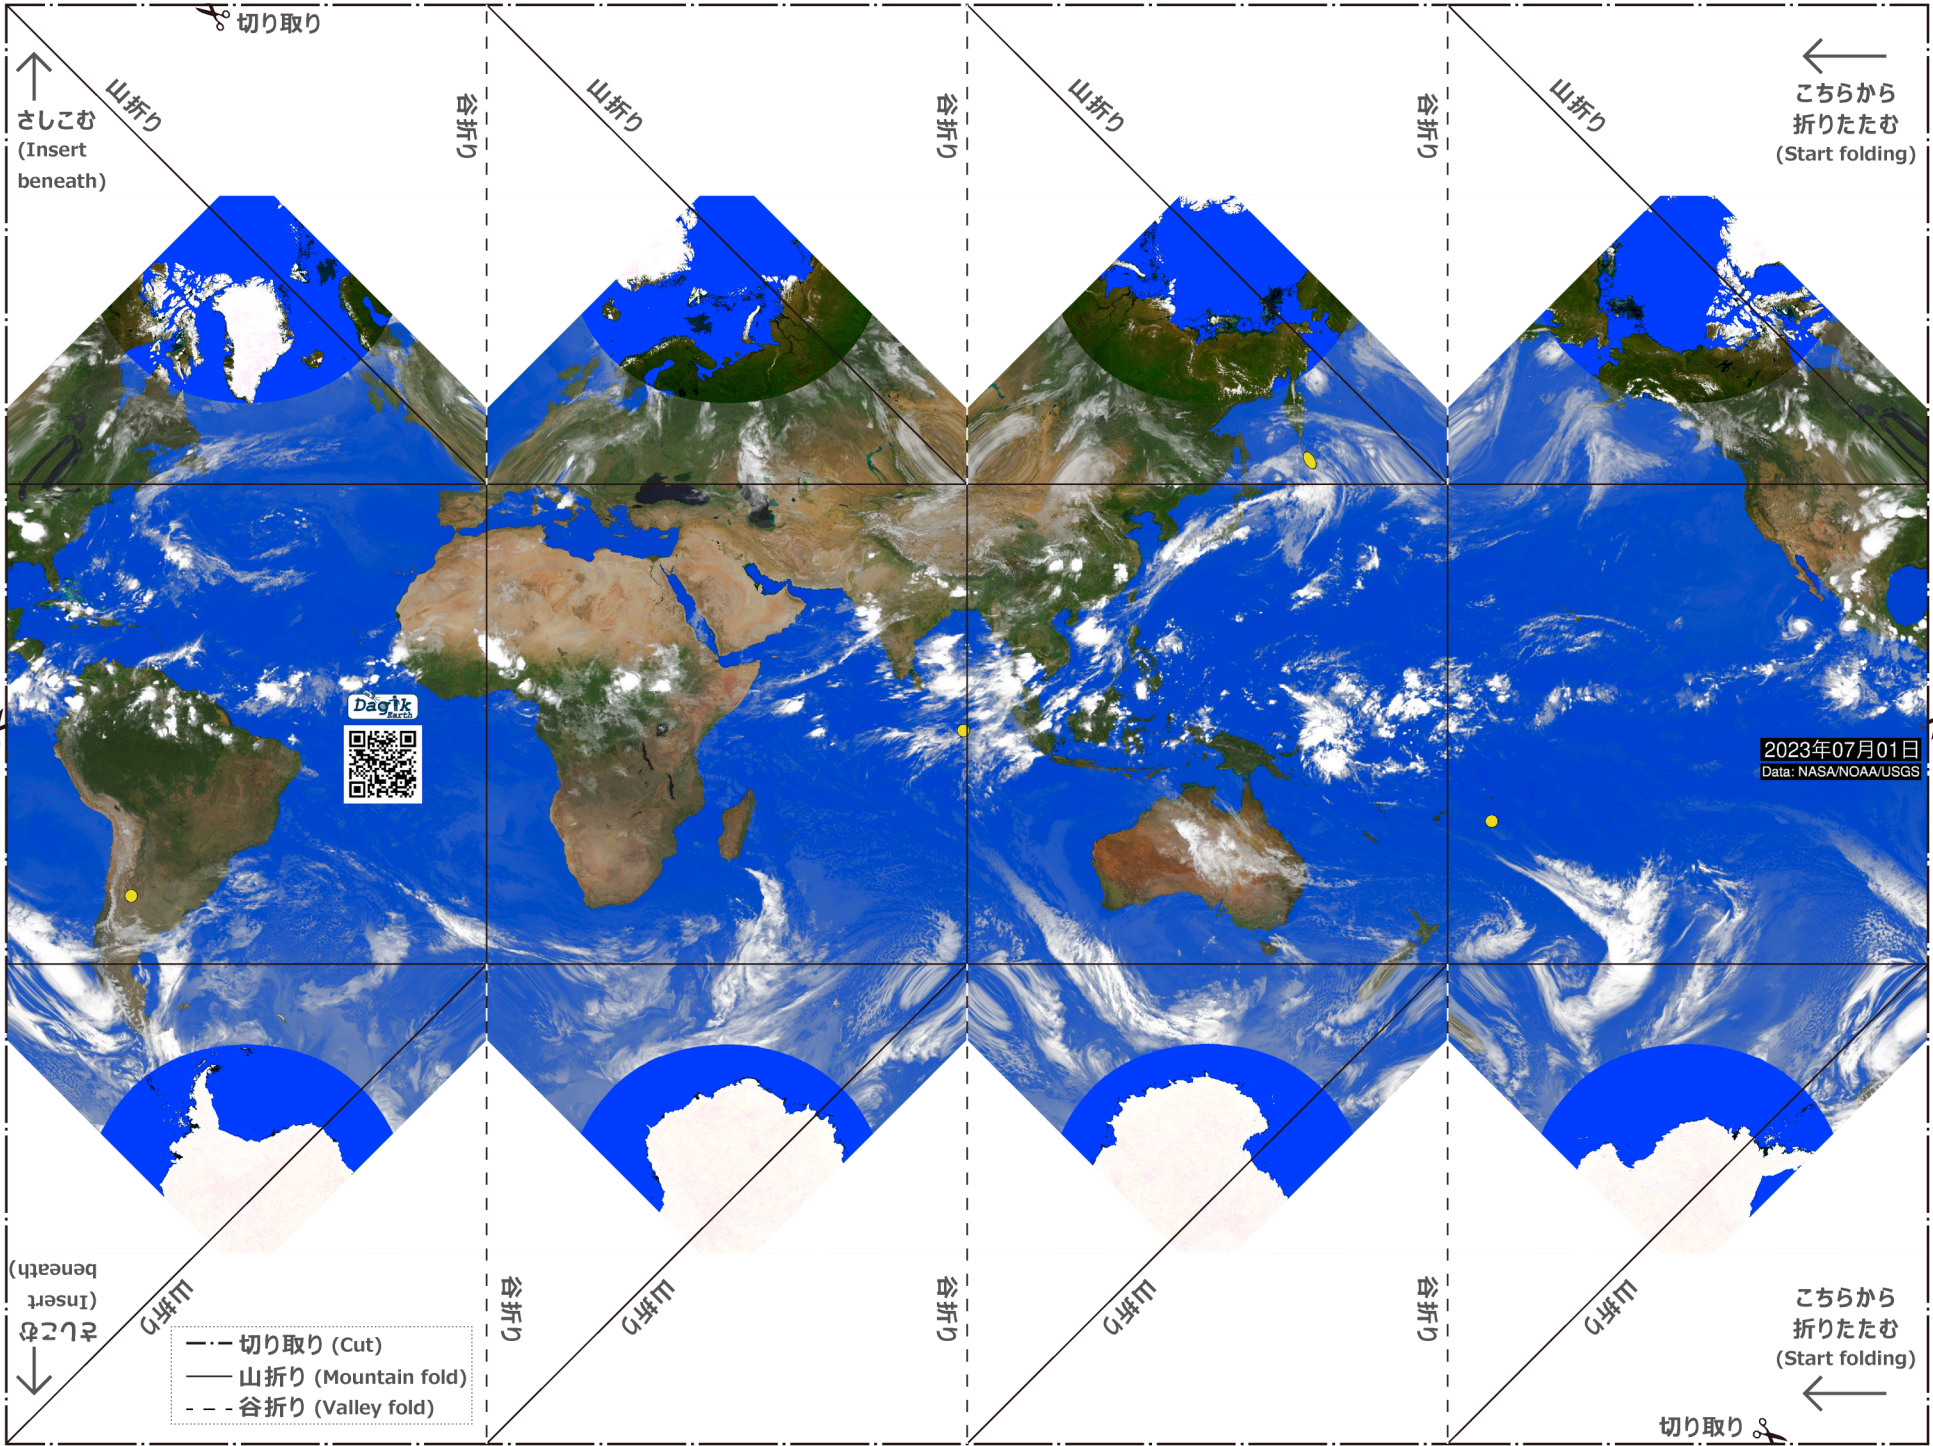 切り取り
山折り
谷折り
山折り
谷折り
山折り
谷折り
山折り
さしこむ
(Insert
beneath)
こちらから
折りたたむ
(Start folding)
Dagik
Earth
2023年07月01日
Data: NASA/NOAA/USGS
さしこむ
(Insert
beneath)
山折り
谷折り
山折り
谷折り
山折り
谷折り
山折り
こちらから
折りたたむ
(Start folding)
切り取り (Cut)
山折り (Mountain fold)
谷折り (Valley fold)
切り取り